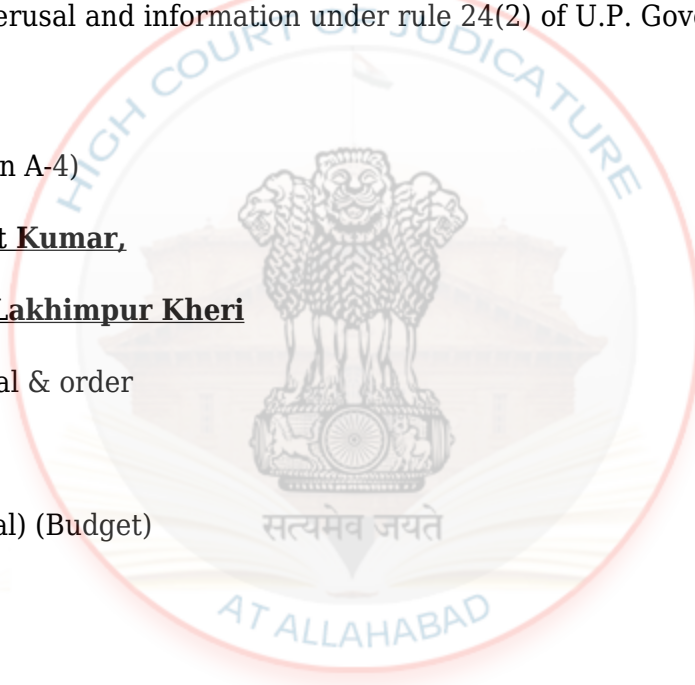 erusal and information under rule 24(2) of U.P. Gov
n A-4)
t Kumar,
Lakhimpur Kheri
al & order
al) (Budget)
HIGH COURT OF JUDICATURE
सत्यमेव जयते
AT ALLAHABAD